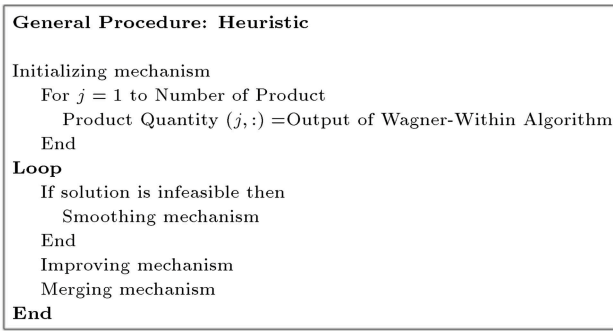 General Procedure: Heuristic
Initializing mechanism
For j = 1 to Number of Product
Product Quantity (j,:) =Output of Wagner-Within Algorithm
End
Loop
If solution is infeasible then
Smoothing mechanism
End
Improving mechanism
Merging mechanism
End